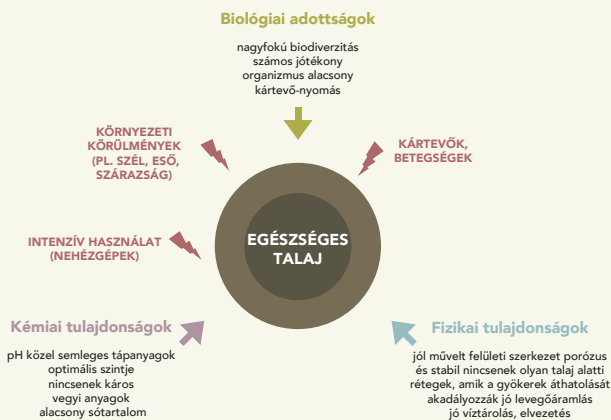 Biológiai adottságok
nagyfokú biodiverzitás
számos jótékony
organizmus alacsony
kártevő-nyomás
KÖRNYEZETI
KÖRÜLMÉNYEK
(PL. SZÉL, ESŐ,
SZÁRAZSÁG)
KÁRTEVŐK,
BETEGSÉGEK
INTENZÍV HASZNÁLAT
(NEHÉZGÉPEK)
EGÉSZSÉGES
TALAJ
Kémiai tulajdonságok
pH közel semleges tápanyagok
optimális szintje
nincsenek káros
vegyi anyagok
alacsony sótartalom
Fizikai tulajdonságok
jól művelt felületi szerkezet porózus
és stabil nincsenek olyan talaj alatti
rétegek, amik a gyökerek áthatolását
akadályozzák jó levegőáramlás
jó víztárolás, elvezetés